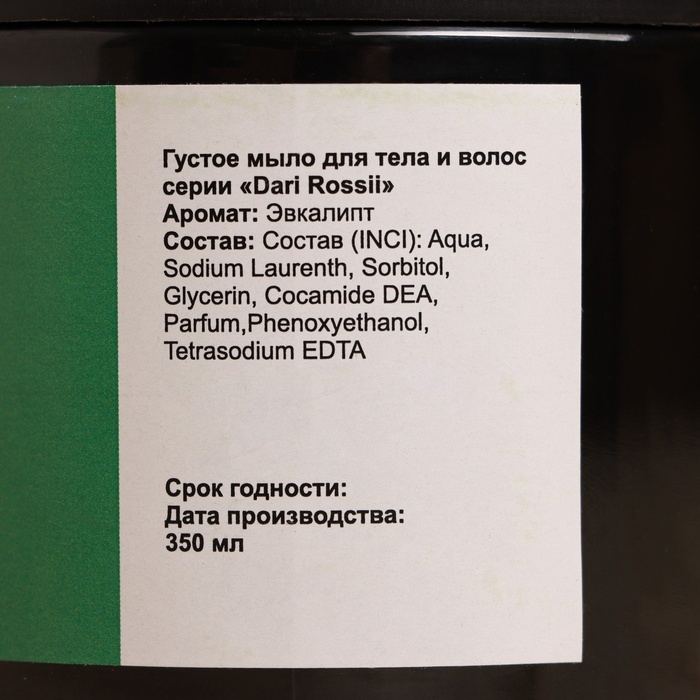 Густое мыло для тела и волос
серии «Dari Rossii»
Аромат: Эвкалипт
Состав: Состав (INCI): Aqua,
Sodium Laurenth, Sorbitol,
Glycerin, Cocamide DEA,
Parfum,Phenoxyethanol,
Tetrasodium EDTA
Срок годности:
Дата производства:
350 мл